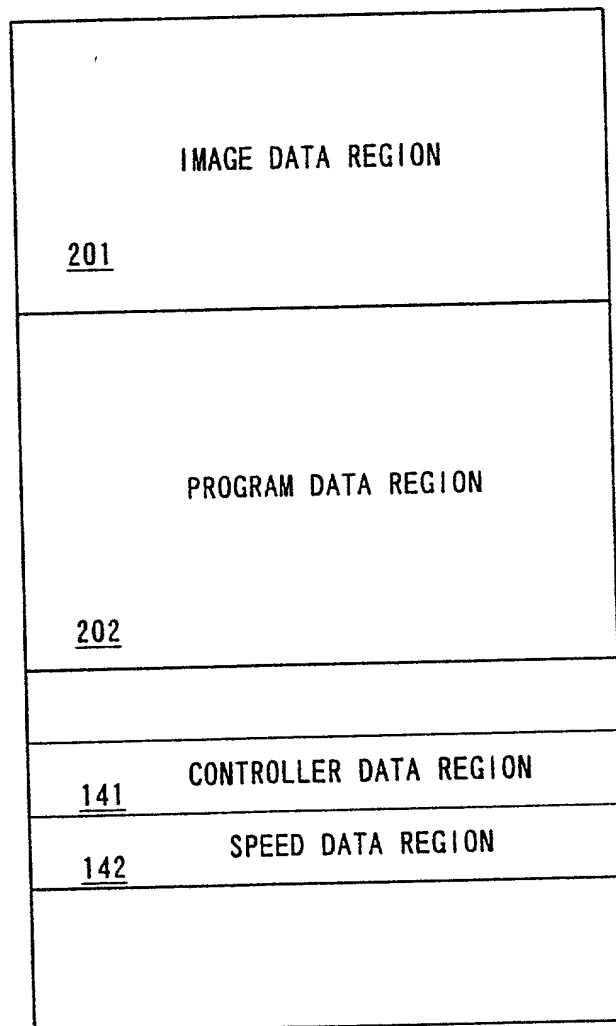 IMAGE DATA REGION
201
PROGRAM DATA REGION
202
CONTROLLER DATA REGION
141
SPEED DATA REGION
142